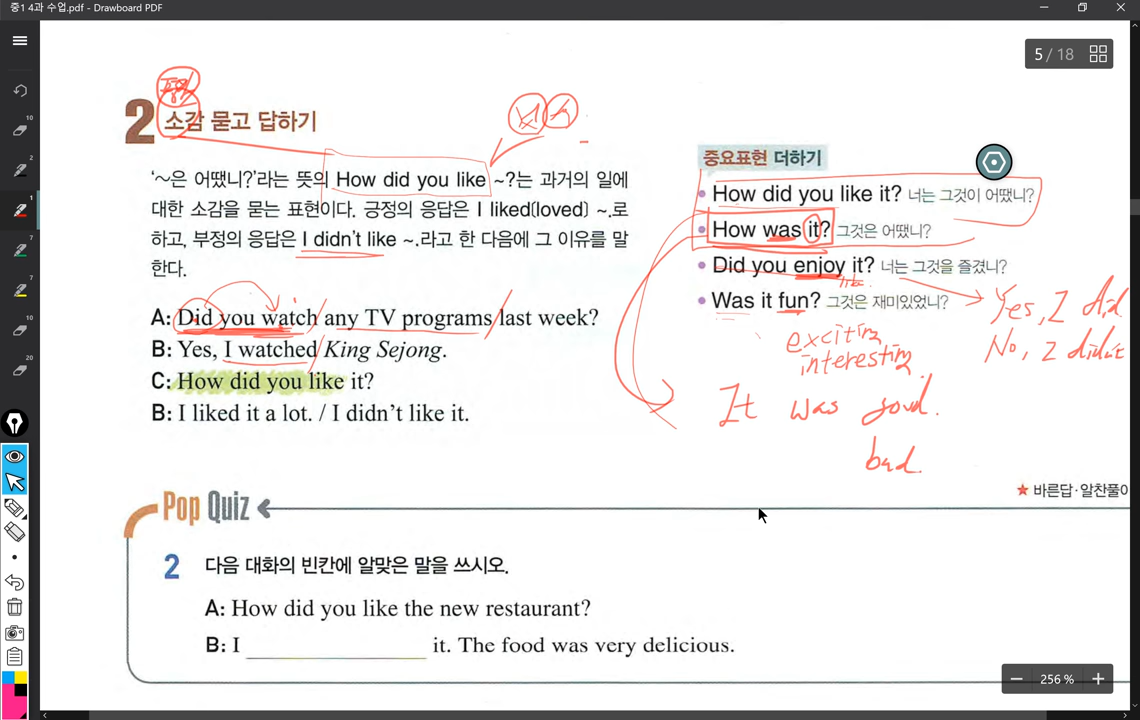 중1 4과 수업.pdf - Drawboard PDF
5 / 18
2 소감 묻고 답하기
'~은 어땠니?'라는 뜻의 How did you like ~?는 과거의 일에
대한 소감을 묻는 표현이다. 긍정의 응답은 I liked(loved) ~.로
하고, 부정의 응답은 I didn't like ~.라고 한 다음에 그 이유를 말
한다.
A: Did you watch any TV programs last week?
B: Yes, I watched King Sejong.
C: How did you like it?
B: I liked it a lot. / I didn't like it.
중요표현 더하기
• How did you like it? 너는 그것이 어땠니?
• How was it? 그것은 어땠니?
• Did you enjoy it? 너는 그것을 즐겼니?
like
• Was it fun? 그것은 재미있었니?
Yes, I did
No, I didn't
exciting
interesting
It was good.
bad.
★ 바른답·알찬풀이
Pop Quiz
2 다음 대화의 빈칸에 알맞은 말을 쓰시오.
A: How did you like the new restaurant?
B: I ____________ it. The food was very delicious.
256 %
10
2
1
7
7
10
20